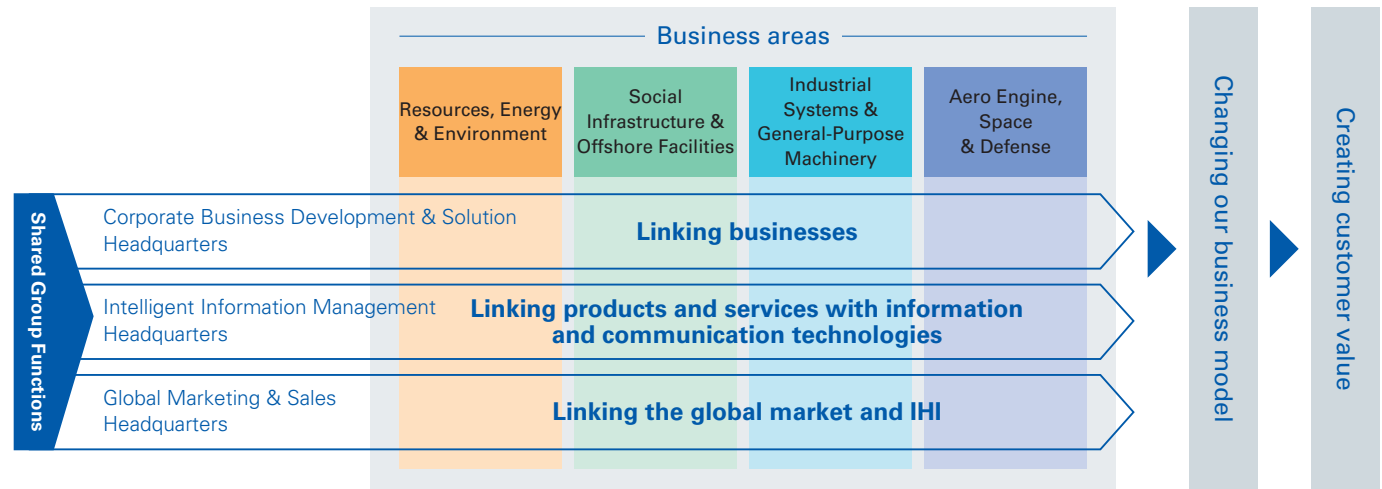 Business areas
Resources, Energy
& Environment
Social
Infrastructure &
Offshore Facilities
Industrial
Systems &
General-Purpose
Machinery
Aero Engine,
Space
& Defense
Shared Group Functions
Corporate Business Development & Solution
Headquarters
Linking businesses
Intelligent Information Management
Headquarters
Linking products and services with information
and communication technologies
Global Marketing & Sales
Headquarters
Linking the global market and IHI
Changing our business model
Creating customer value